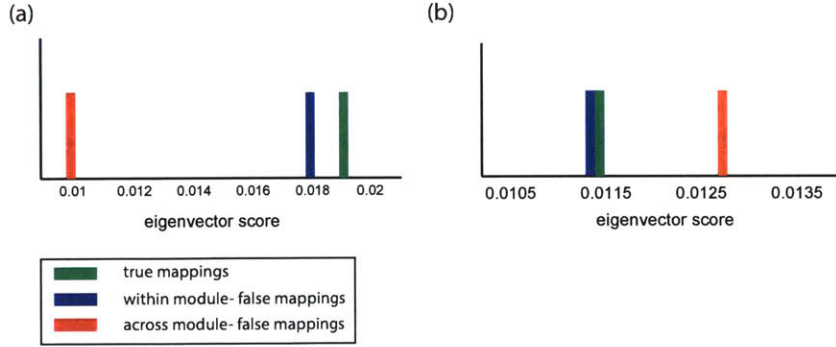 (a)
(b)
0.01 0.012 0.014 0.016 0.018 0.02
0.0105 0.0115 0.0125 0.0135
eigenvector score
eigenvector score
true mappings
within module- false mappings
across module- false mappings